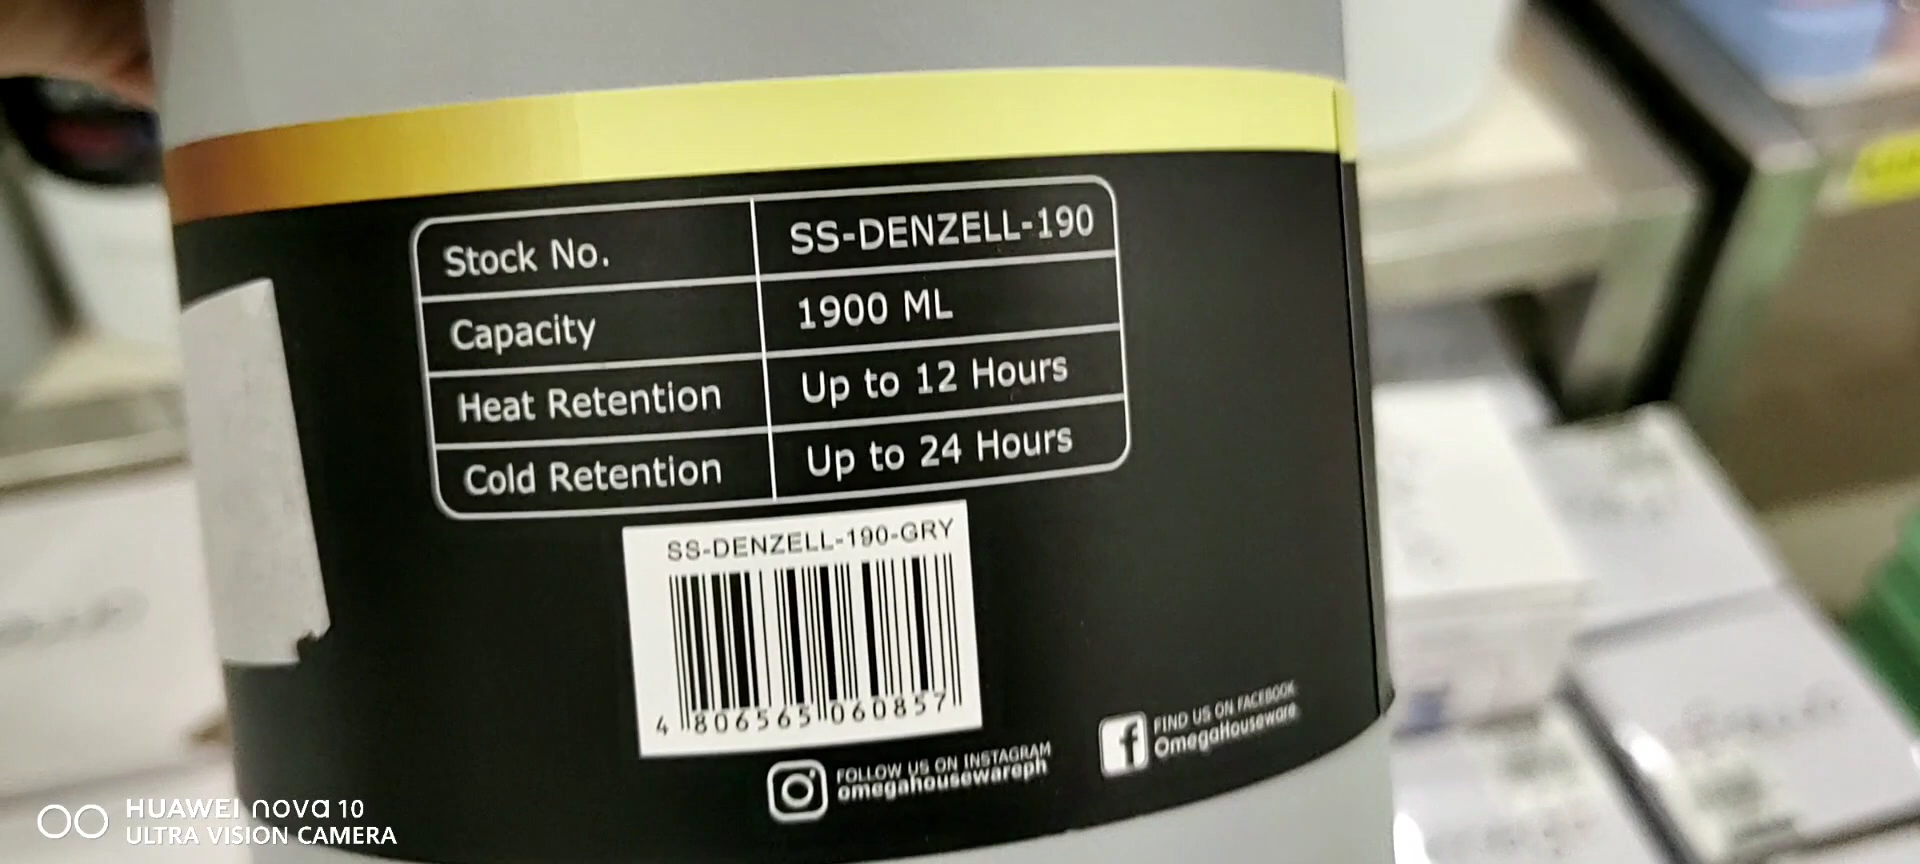 Stock No. SS-DENZELL-190
Capacity 1900 ML
Heat Retention Up to 12 Hours
Cold Retention Up to 24 Hours
SS-DENZELL-190-GRY
4 806565 060857
FOLLOW US ON INSTAGRAM
omegahousewareph
FIND US ON FACEBOOK
OmegaHouseware
HUAWEI nova 10
ULTRA VISION CAMERA